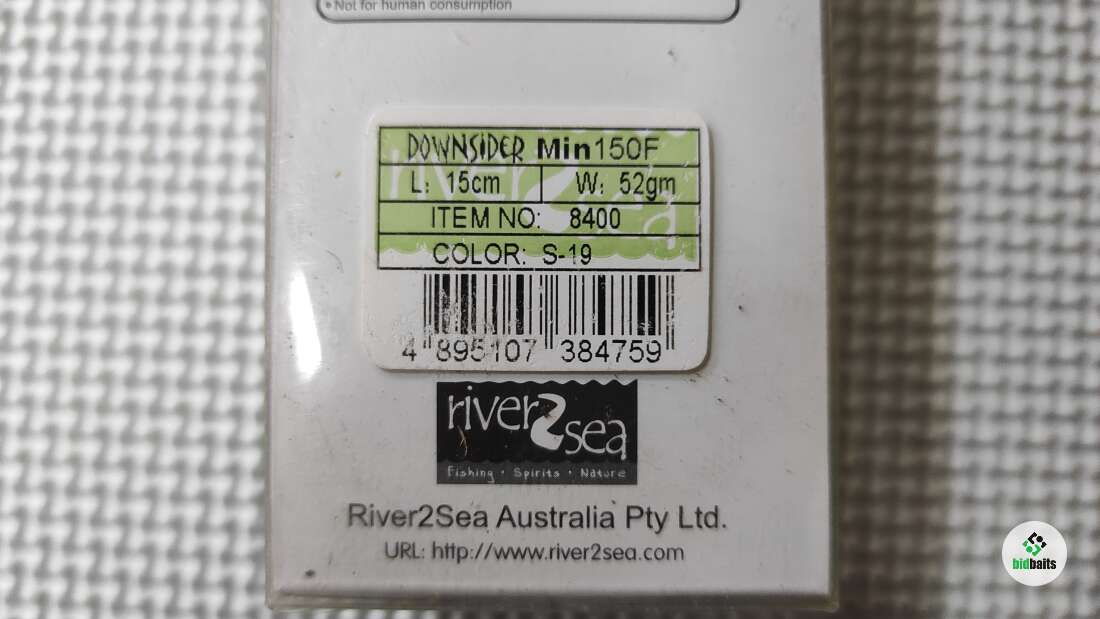 • Not for human consumption
DOWNSiDER Min150F
L: 15cm W: 52gm
ITEM NO: 8400
COLOR: S-19
4 895107 384759
river2sea
Fishing · Spirits · Nature
River2Sea Australia Pty Ltd.
URL: http://www.river2sea.com
bidbaits